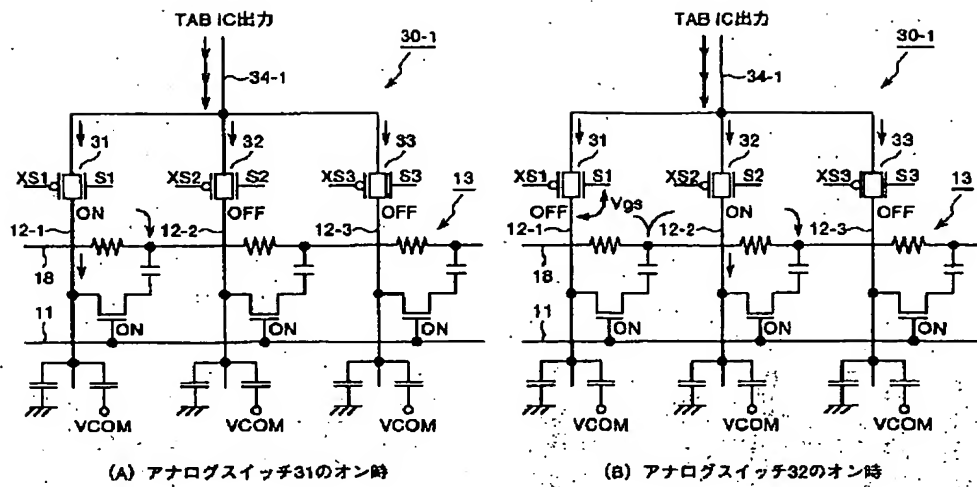 TAB IC出力
30-1
34-1
31
32
33
XS1
S1
XS2
S2
XS3
S3
13
ON
OFF
OFF
12-1
12-2
12-3
18
11
ON
ON
ON
VCOM
VCOM
VCOM
(A) アナログスイッチ31のオン時
TAB IC出力
30-1
34-1
31
32
33
XS1
S1
XS2
S2
XS3
S3
13
Vgs
OFF
ON
OFF
12-1
12-2
12-3
18
11
ON
ON
ON
VCOM
VCOM
VCOM
(B) アナログスイッチ32のオン時